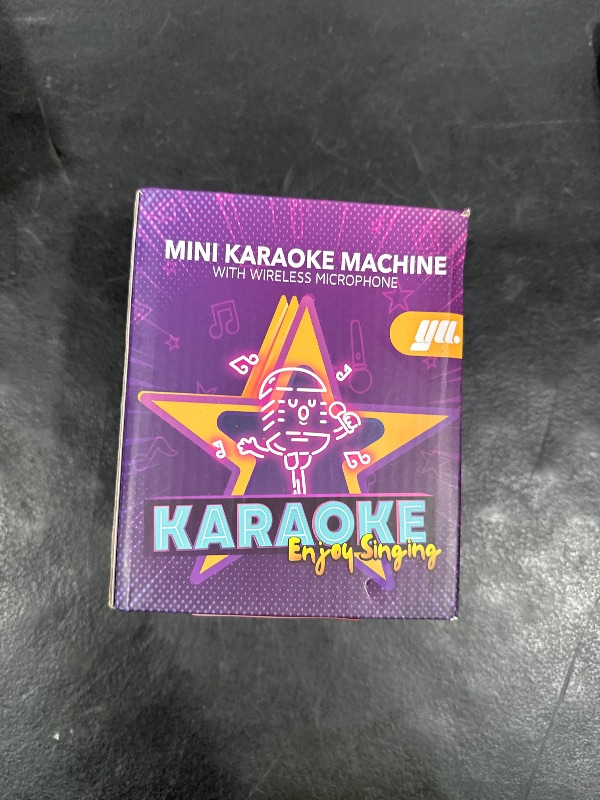 MINI KARAOKE MACHINE
WITH WIRELESS MICROPHONE
yu.
KARAOKE
Enjoy Singing